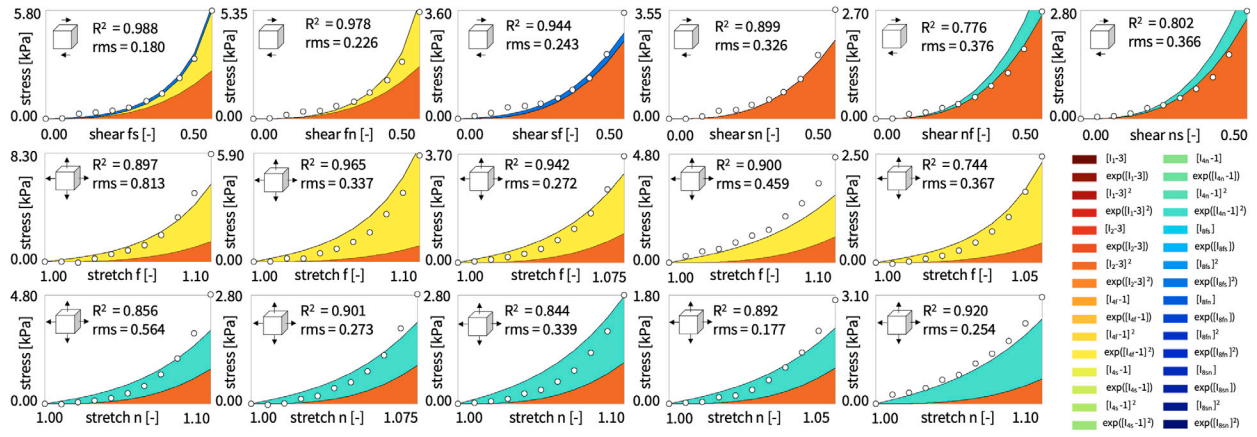 5.80
R² = 0.988
rms = 0.180
stress [kPa]
0.00
0.00
shear fs [-]
0.50
5.35
R² = 0.978
rms = 0.226
stress [kPa]
0.00
0.00
shear fn [-]
0.50
3.60
R² = 0.944
rms = 0.243
stress [kPa]
0.00
0.00
shear sf [-]
0.50
3.55
R² = 0.899
rms = 0.326
stress [kPa]
0.00
0.00
shear sn [-]
0.50
2.70
R² = 0.776
rms = 0.376
stress [kPa]
0.00
0.00
shear nf [-]
0.50
2.70
R² = 0.802
rms = 0.366
stress [kPa]
0.00
0.00
shear ns [-]
0.50
8.30
R² = 0.897
rms = 0.813
stress [kPa]
0.00
1.00
stretch f [-]
1.10
5.90
R² = 0.965
rms = 0.337
stress [kPa]
0.00
1.00
stretch f [-]
1.10
3.70
R² = 0.942
rms = 0.272
stress [kPa]
0.00
1.00
stretch f [-]
1.075
4.80
R² = 0.900
rms = 0.459
stress [kPa]
0.00
1.00
stretch f [-]
1.10
2.50
R² = 0.744
rms = 0.367
stress [kPa]
0.00
1.00
stretch f [-]
1.05
4.80
R² = 0.856
rms = 0.564
stress [kPa]
0.00
1.00
stretch n [-]
1.10
2.80
R² = 0.901
rms = 0.273
stress [kPa]
0.00
1.00
stretch n [-]
1.075
2.80
R² = 0.844
rms = 0.339
stress [kPa]
0.00
1.00
stretch n [-]
1.10
1.80
R² = 0.892
rms = 0.177
stress [kPa]
0.00
1.00
stretch n [-]
1.05
3.10
R² = 0.920
rms = 0.254
stress [kPa]
0.00
1.00
stretch n [-]
1.10
[I₁-3]
exp([I₁-3])
[I₁-3]²
exp([I₁-3]²)
[I₂-3]
exp([I₂-3])
[I₂-3]²
exp([I₂-3]²)
[I₄f-1]
exp([I₄f-1])
[I₄f-1]²
exp([I₄f-1]²)
[I₄s-1]
exp([I₄s-1])
[I₄s-1]²
exp([I₄s-1]²)
[I₄n-1]
exp([I₄n-1])
[I₄n-1]²
exp([I₄n-1]²)
[I₈fs]
exp([I₈fs])
[I₈fs]²
exp([I₈fs]²)
[I₈fn]
exp([I₈fn])
[I₈fn]²
exp([I₈fn]²)
[I₈sn]
exp([I₈sn])
[I₈sn]²
exp([I₈sn]²)